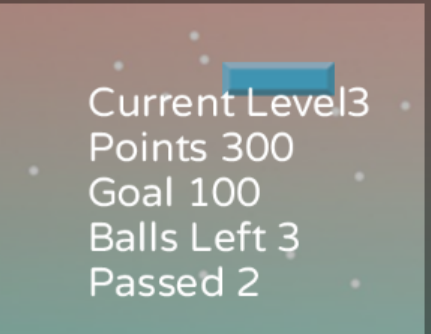 Current Level3
Points 300
Goal 100
Balls Left 3
Passed 2